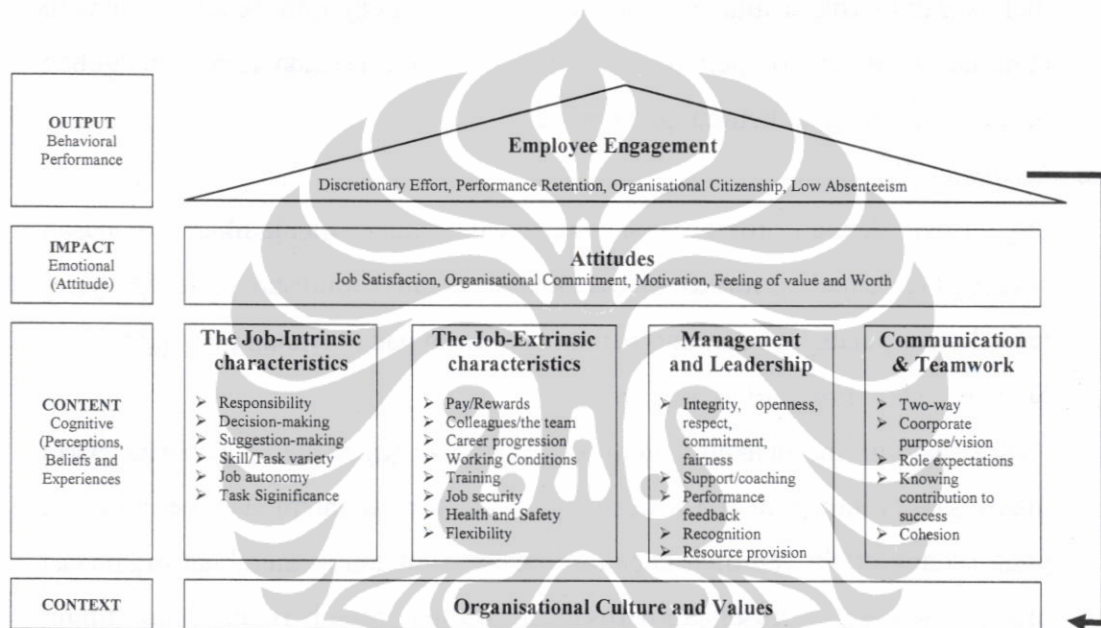 OUTPUT
Behavioral
Performance
Employee Engagement
Discretionary Effort, Performance Retention, Organisational Citizenship, Low Absenteeism
IMPACT
Emotional
(Attitude)
Attitudes
Job Satisfaction, Organisational Commitment, Motivation, Feeling of value and Worth
CONTENT
Cognitive
(Perceptions,
Beliefs and
Experiences
The Job-Intrinsic
characteristics
➢ Responsibility
➢ Decision-making
➢ Suggestion-making
➢ Skill/Task variety
➢ Job autonomy
➢ Task Siginificance
The Job-Extrinsic
characteristics
➢ Pay/Rewards
➢ Colleagues/the team
➢ Career progression
➢ Working Conditions
➢ Training
➢ Job security
➢ Health and Safety
➢ Flexibility
Management
and Leadership
➢ Integrity, openness,
respect,
commitment,
fairness
➢ Support/coaching
➢ Performance
feedback
➢ Recognition
➢ Resource provision
Communication
& Teamwork
➢ Two-way
➢ Coorporate
purpose/vision
➢ Role expectations
➢ Knowing
contribution to
success
➢ Cohesion
CONTEXT
Organisational Culture and Values